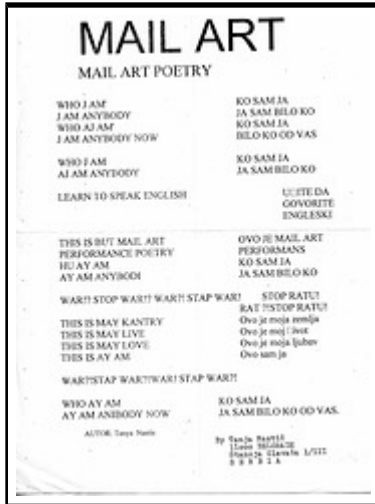 MAIL ART
MAIL ART POETRY
WHO J AM
J AM ANYBODY
WHO AJ AM
J AM ANYBODY NOW
WHO J AM
AJ AM ANYBODY
LEARN TO SPEAK ENGLISH
KO SAM JA
JA SAM BILO KO
KO SAM JA
BILO KO OD VAS
KO SAM JA
JA SAM BILO KO
UCITE DA
GOVORITE
ENGLESKI
THIS IS BUT MAIL ART
PERFORMANCE POETRY
HU AY AM
AY AM ANYBODI
OVO JE MAIL ART
PERFORMANS
KO SAM JA
JA SAM BILO KO
WAR?! STOP WAR!? WAR?! STAP WAR!
STOP RATU!
RAT ?!STOP RATU!
THIS IS MAY KANTRY
THIS IS MAY LIVE
THIS IS MAY LOVE
THIS IS AY AM
Ovo je moja zemlja
Ovo je moj život
Ovo je moja ljubav
Ovo sam ja
WAR?!STAP WAR?!WAR! STAP WAR?!
WHO AY AM
AY AM ANIBODY NOW
KO SAM JA
JA SAM BILO KO OD VAS.
AUTOR:
By